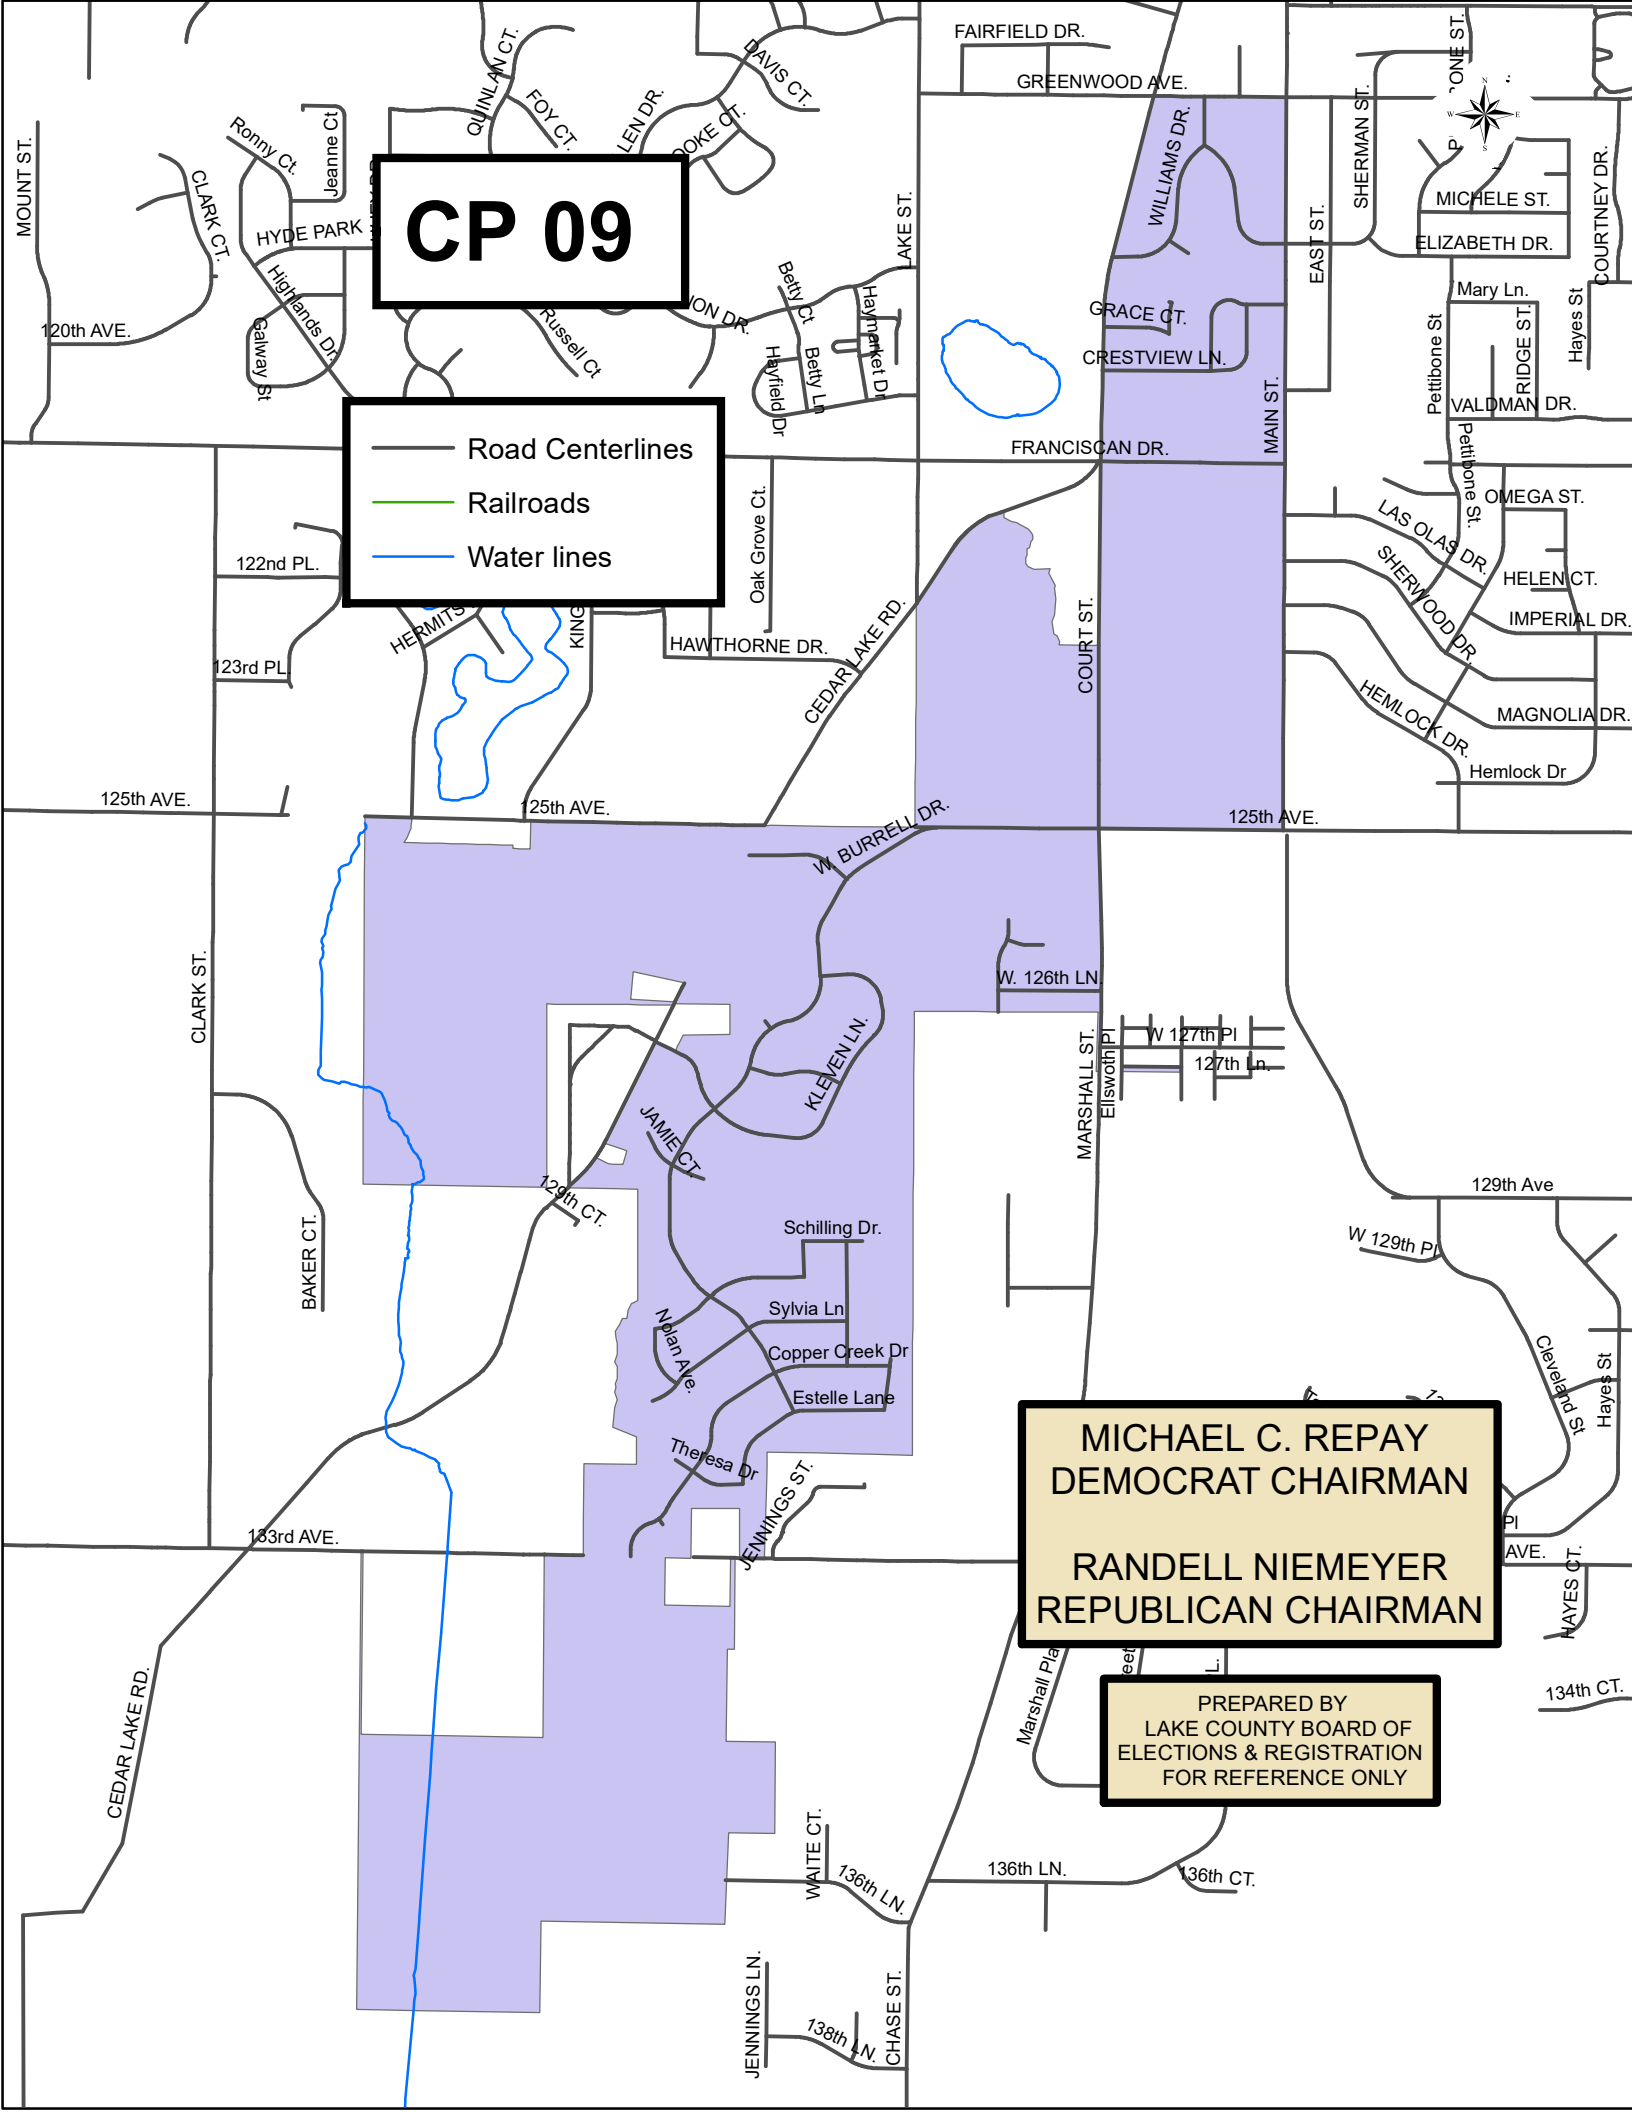 FAIRFIELD DR.
GREENWOOD AVE.
QUINLAN CT.
FOY CT.
DAVIS CT.
Ronny Ct.
Jeanne Ct
MOUNT ST.
CLARK CT.
HYDE PARK
CP 09
WILLIAMS DR.
SHERMAN ST.
N
W
E
S
MICHELE ST.
COURTNEY DR.
ELIZABETH DR.
LAKE ST.
EAST ST.
Highlands Dr.
Galway St
120th AVE.
Russell Ct
Betty Ct
Betty Ln
Haymarket Dr
Hayfield Dr
GRACE CT.
CRESTVIEW LN.
Mary Ln.
Pettibone St
RIDGE ST.
Hayes St
VALDMAN DR.
MAIN ST.
FRANCISCAN DR.
Road Centerlines
Railroads
Water lines
Oak Grove Ct.
Pettibone St.
OMEGA ST.
LAS OLAS DR.
SHERWOOD DR.
HELEN CT.
IMPERIAL DR.
122nd PL.
123rd PL
HERMITS
KING
HAWTHORNE DR.
CEDAR LAKE RD.
COURT ST.
HEMLOCK DR.
MAGNOLIA DR.
Hemlock Dr
125th AVE.
125th AVE.
W. BURRELL DR.
125th AVE.
CLARK ST.
W. 126th LN.
MARSHALL ST.
Ellswoth Pl
W 127th Pl
127th Ln.
KLEVEN LN.
JAMIE CT.
129th CT.
BAKER CT.
129th Ave
W 129th Pl
Schilling Dr.
Nolan Ave.
Sylvia Ln
Copper Creek Dr
Estelle Lane
Theresa Dr
JENNINGS ST.
Cleveland St
Hayes St
133rd AVE.
MICHAEL C. REPAY
DEMOCRAT CHAIRMAN
RANDELL NIEMEYER
REPUBLICAN CHAIRMAN
Pl
AVE.
HAYES CT.
CEDAR LAKE RD.
Marshall Pla
PREPARED BY
LAKE COUNTY BOARD OF
ELECTIONS & REGISTRATION
FOR REFERENCE ONLY
134th CT.
WAITE CT.
136th LN.
136th LN.
136th CT.
JENNINGS LN.
138th LN.
CHASE ST.